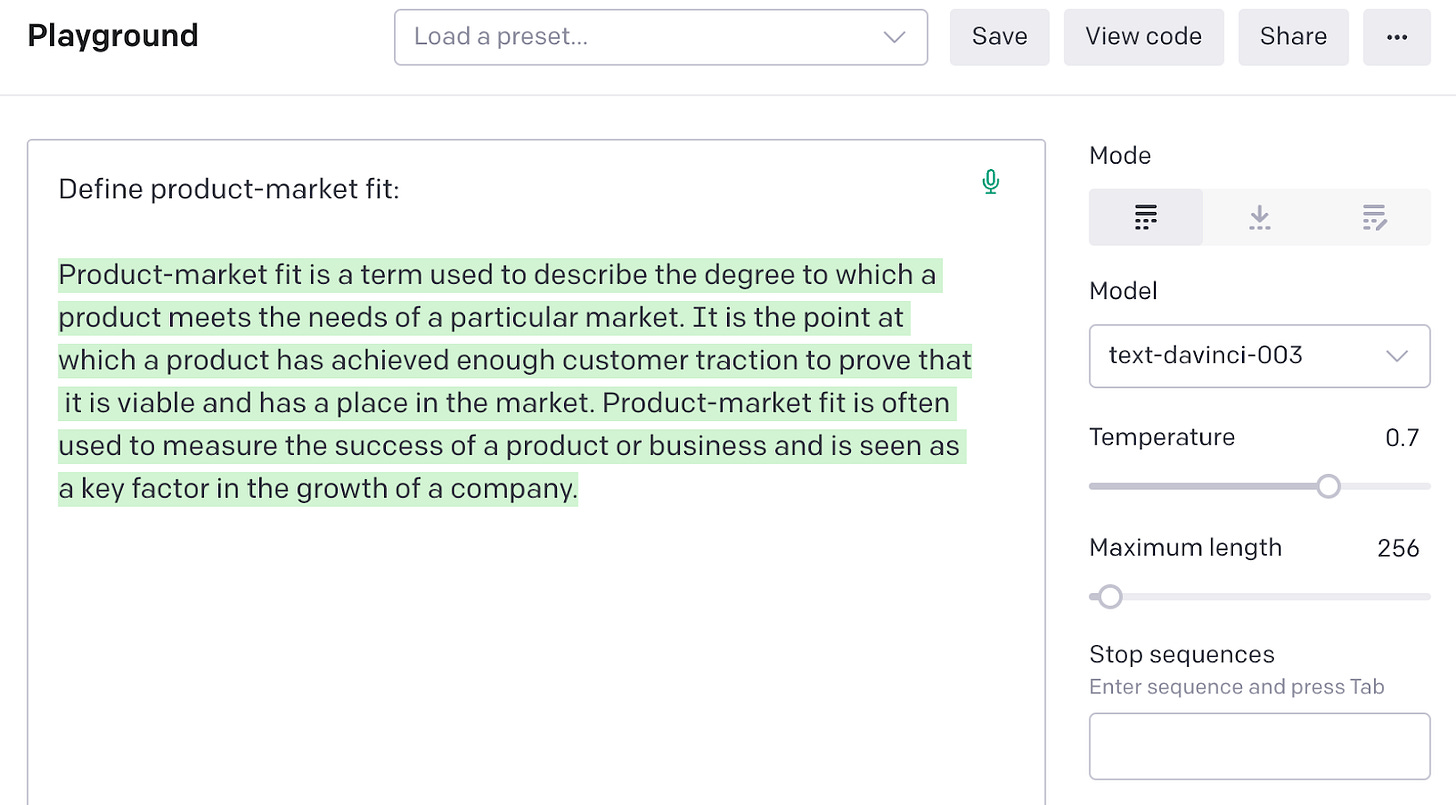 Playground
Load a preset...
Save
View code
Share
Define product-market fit:
Product-market fit is a term used to describe the degree to which a
product meets the needs of a particular market. It is the point at
which a product has achieved enough customer traction to prove that
it is viable and has a place in the market. Product-market fit is often
used to measure the success of a product or business and is seen as
a key factor in the growth of a company.
Mode
Model
text-davinci-003
Temperature 0.7
Maximum length 256
Stop sequences
Enter sequence and press Tab